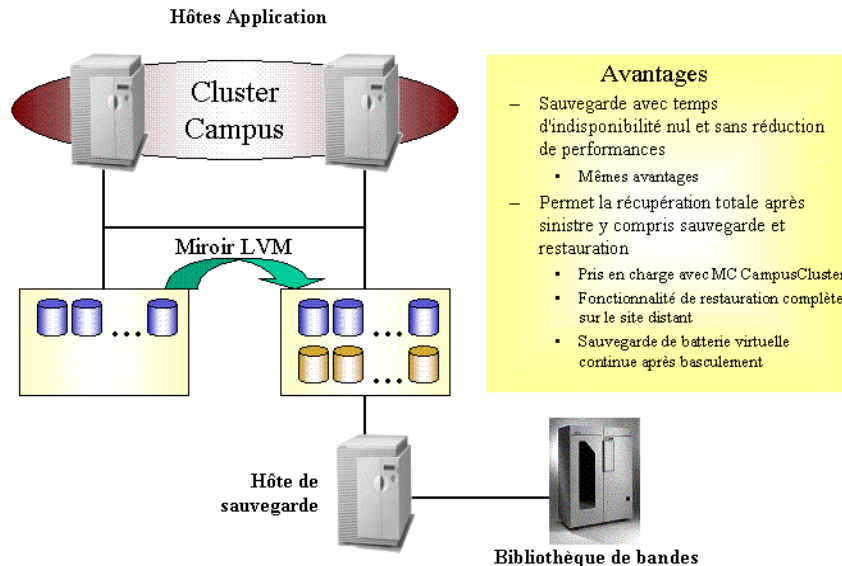 Hôtes Application
Cluster
Campus
Miroir LVM
Hôte de
sauvegarde
Bibliothèque de bandes
Avantages
– Sauvegarde avec temps
d'indisponibilité nul et sans réduction
de performances
▪ Mêmes avantages
– Permet la récupération totale après
sinistre y compris sauvegarde et
restauration
▪ Pris en charge avec MC CampusCluster
▪ Fonctionnalité de restauration complète
sur le site distant
▪ Sauvegarde de batterie virtuelle
continue après basculement